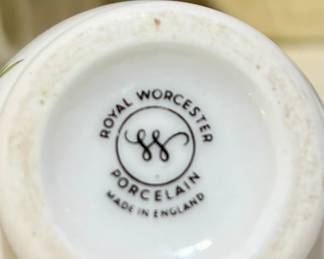 ROYAL WORCESTER
W
PORCELAIN
MADE IN ENGLAND